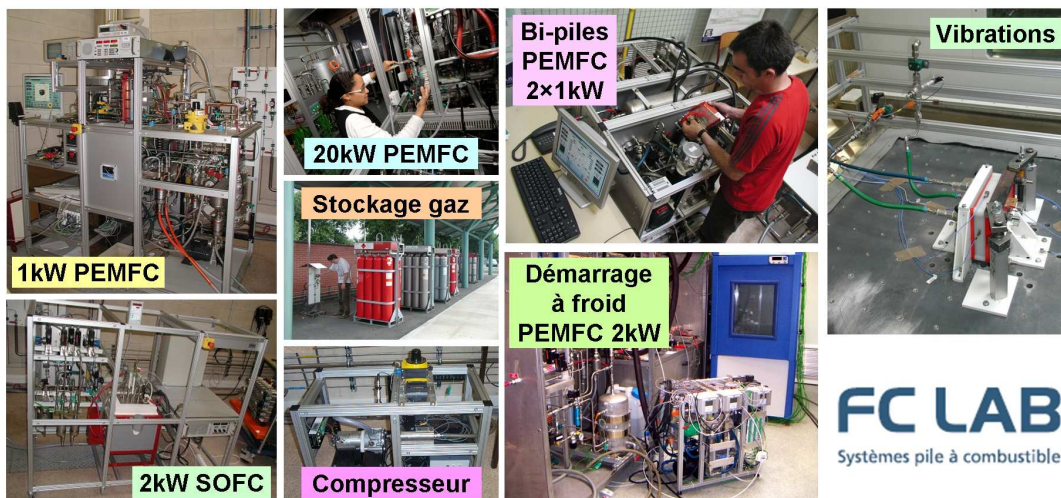 1kW PEMFC
20kW PEMFC
Bi-piles
PEMFC
2×1kW
Vibrations
Stockage gaz
Démarrage
à froid
PEMFC 2kW
2kW SOFC
Compresseur
FC LAB
Systèmes pile à combustible